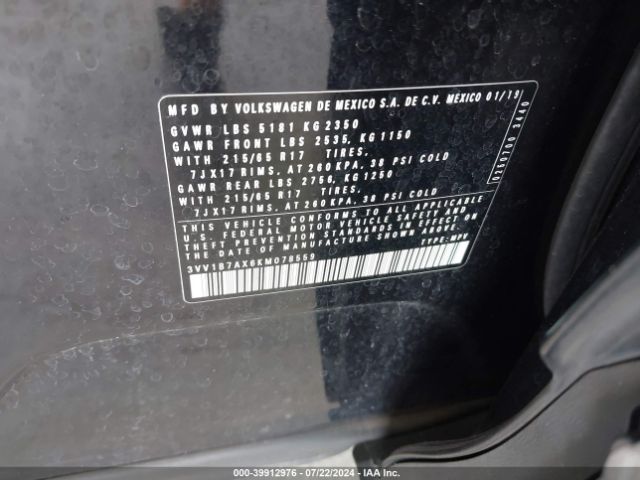 MFD BY VOLKSWAGEN DE MEXICO S.A. DE C.V. MEXICO 01/19
GVWR LBS 5181 KG 2350
GAWR FRONT LBS 2535, KG 1150
WITH 215/65 R17 TIRES.
7JX17 RIMS, AT 260 KPA, 38 PSI COLD
GAWR REAR LBS 2756, KG 1250
WITH 215/65 R17 TIRES.
7JX17 RIMS, AT 260 KPA, 38 PSI COLD
THIS VEHICLE CONFORMS TO ALL APPLICABLE
U.S. FEDERAL MOTOR VEHICLE SAFETY AND
THEFT PREVENTION STANDARDS IN EFFECT ON
THE DATE OF MANUFACTURE SHOWN ABOVE.
3VV1B7AX6KM078559 TYPE: MPV
0250700 3440
000-39912976 - 07/22/2024 - IAA Inc.